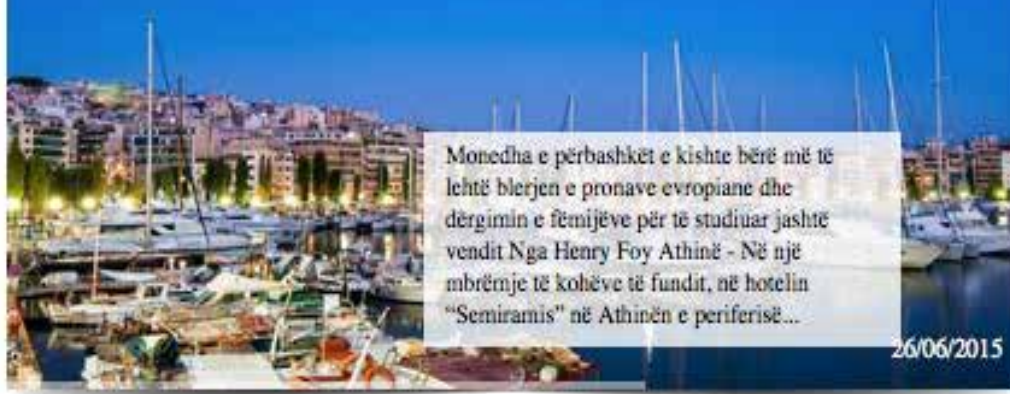 Monedha e përbashkët e kishte bërë më të
lehtë blerjen e pronave evropiane dhe
dërgimin e fëmijëve për të studiuar jashtë
vendit Nga Henry Foy Athinë - Në një
mbrëmje të kohëve të fundit, në hotelin
“Semiramis” në Athinën e periferisë...
26/06/2015